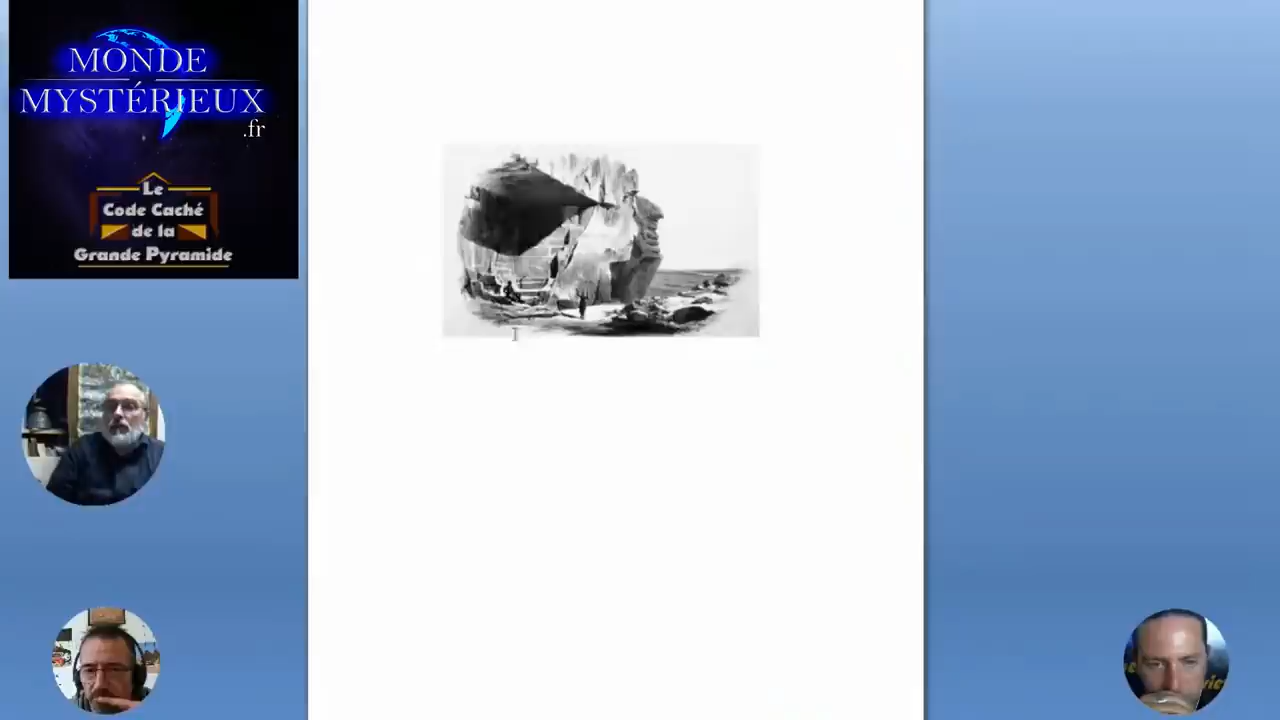 MONDE
MYSTÉRIEUX
.fr
Le
Code Caché
de la
Grande Pyramide